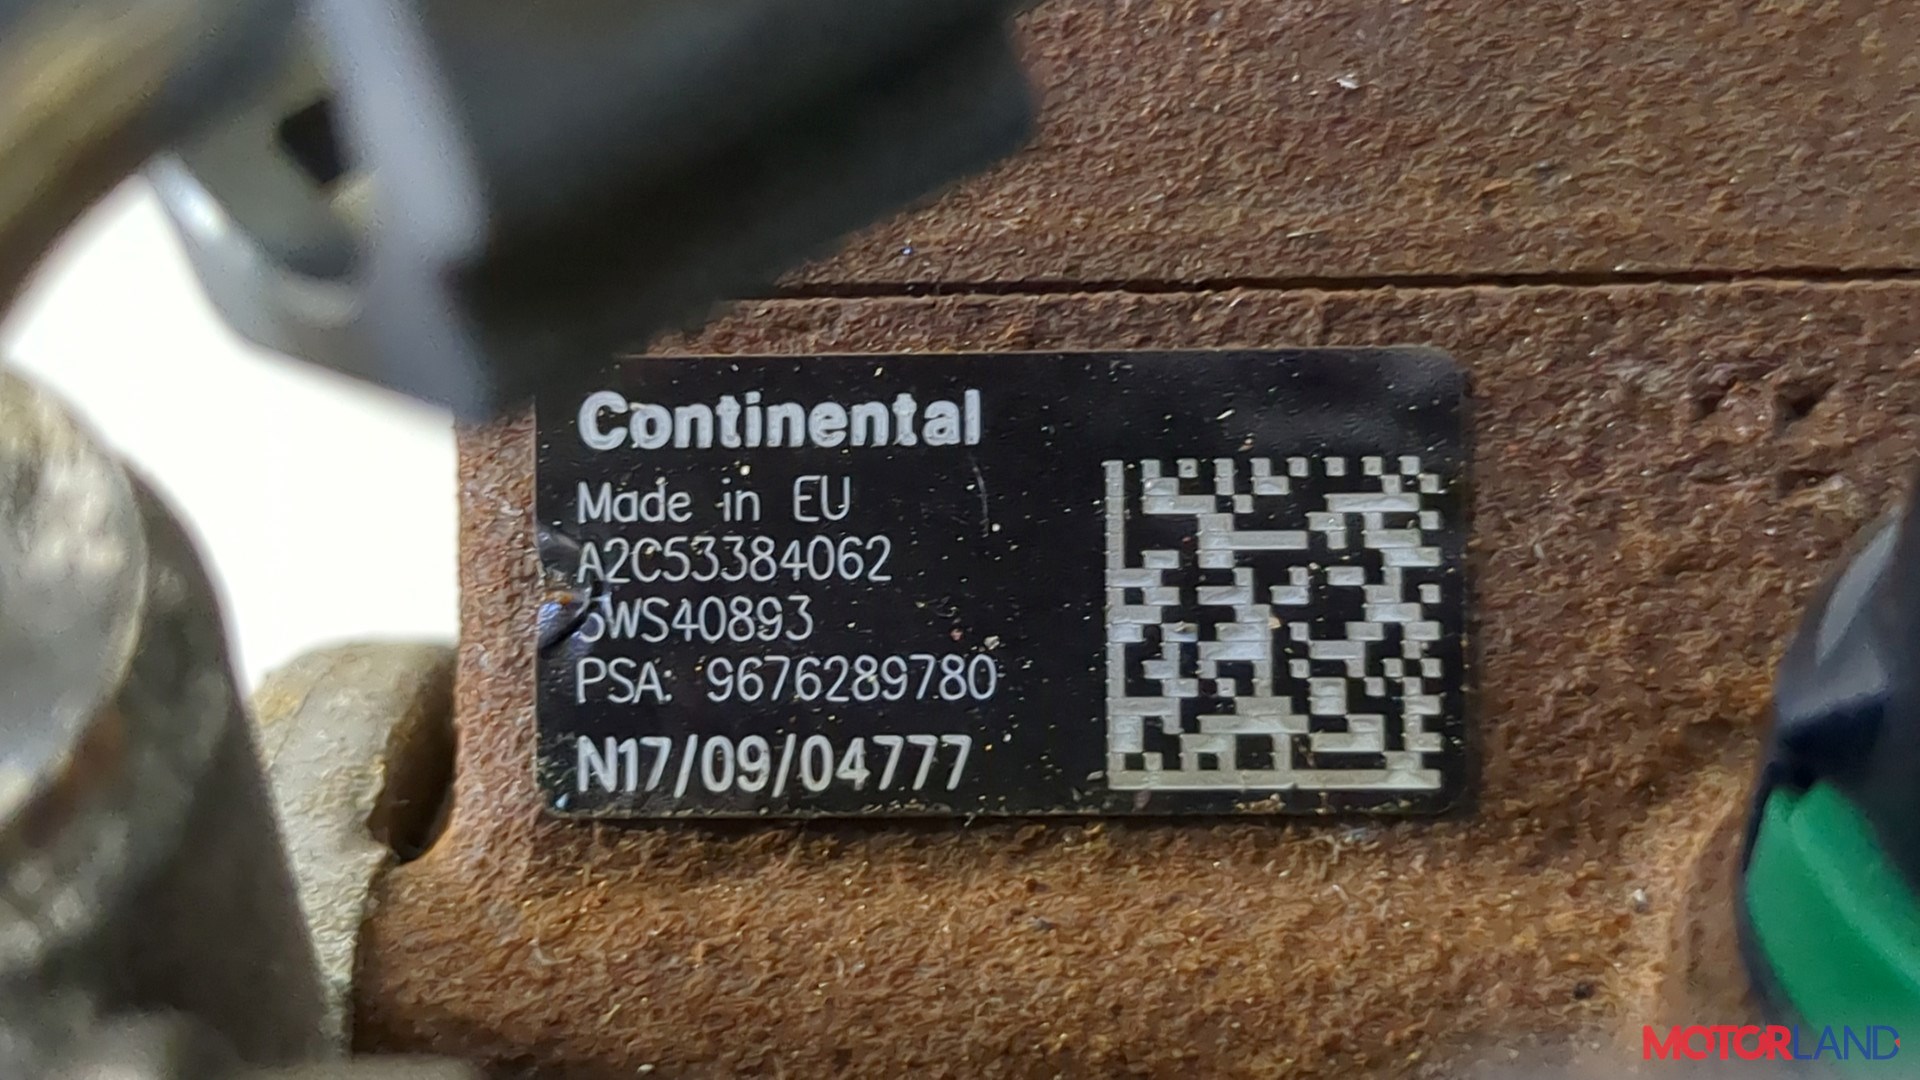 Continental
Made in EU
A2C53384062
5WS40893
PSA: 9676289780
N17/09/04777
MOTORLAND